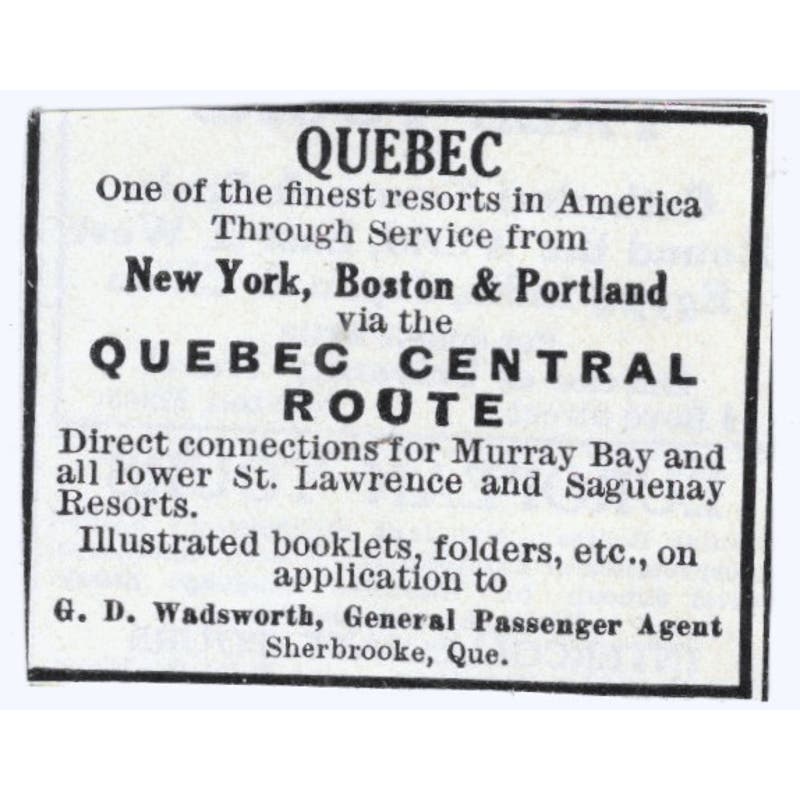 QUEBEC
One of the finest resorts in America
Through Service from
New York, Boston & Portland
via the
QUEBEC CENTRAL
ROUTE
Direct connections for Murray Bay and
all lower St. Lawrence and Saguenay
Resorts.
Illustrated booklets, folders, etc., on
application to
G. D. Wadsworth, General Passenger Agent
Sherbrooke, Que.